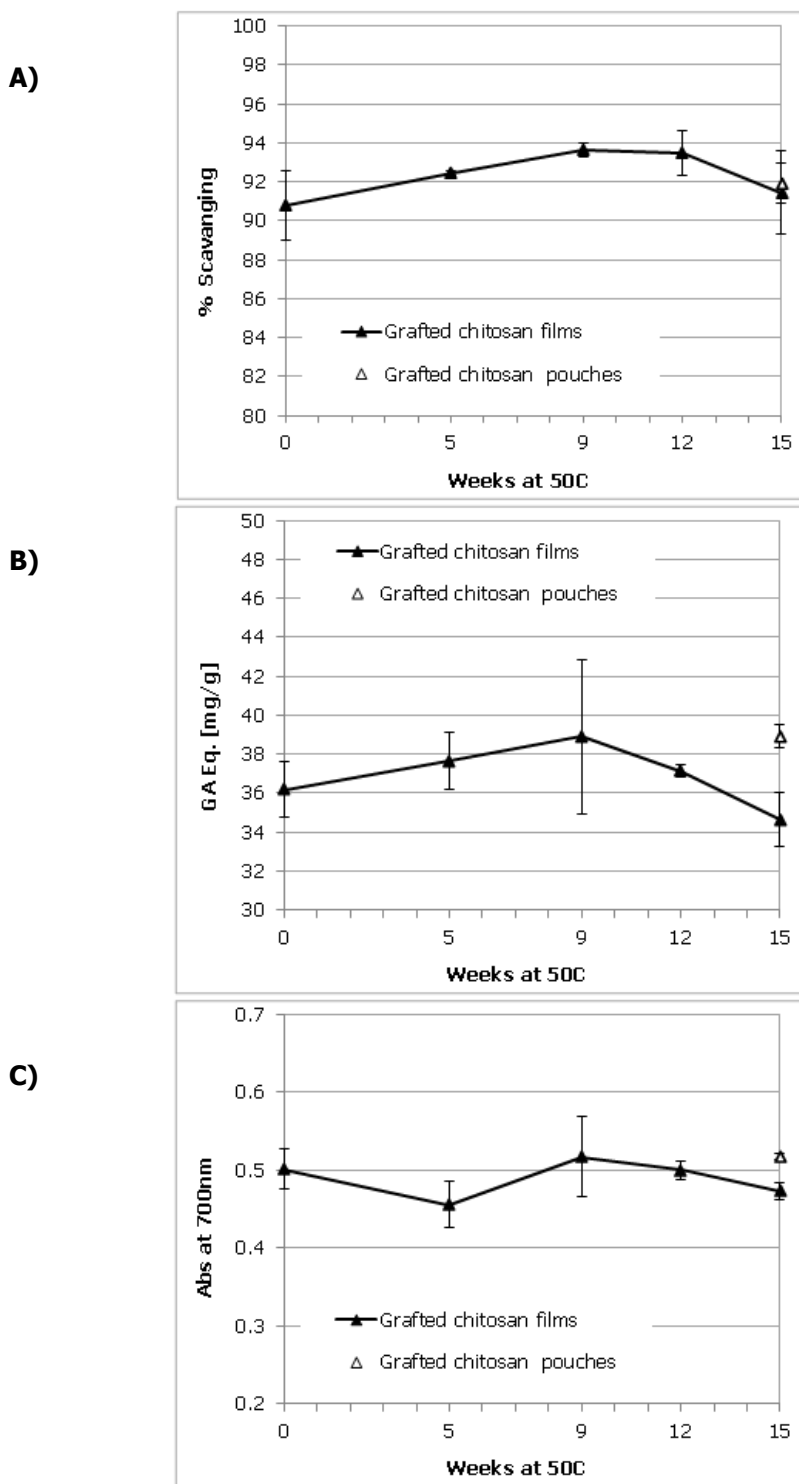 A)
100
98
96
94
92
90
88
86
84
82
80
% Scavanging
Grafted chitosan films
Grafted chitosan pouches
0 5 9 12 15
Weeks at 50C
B)
50
48
46
44
42
40
38
36
34
32
30
GA Eq. [mg/g]
Grafted chitosan films
Grafted chitosan pouches
0 5 9 12 15
Weeks at 50C
C)
0.7
0.6
0.5
0.4
0.3
0.2
Abs at 700nm
Grafted chitosan films
Grafted chitosan pouches
0 5 9 12 15
Weeks at 50C